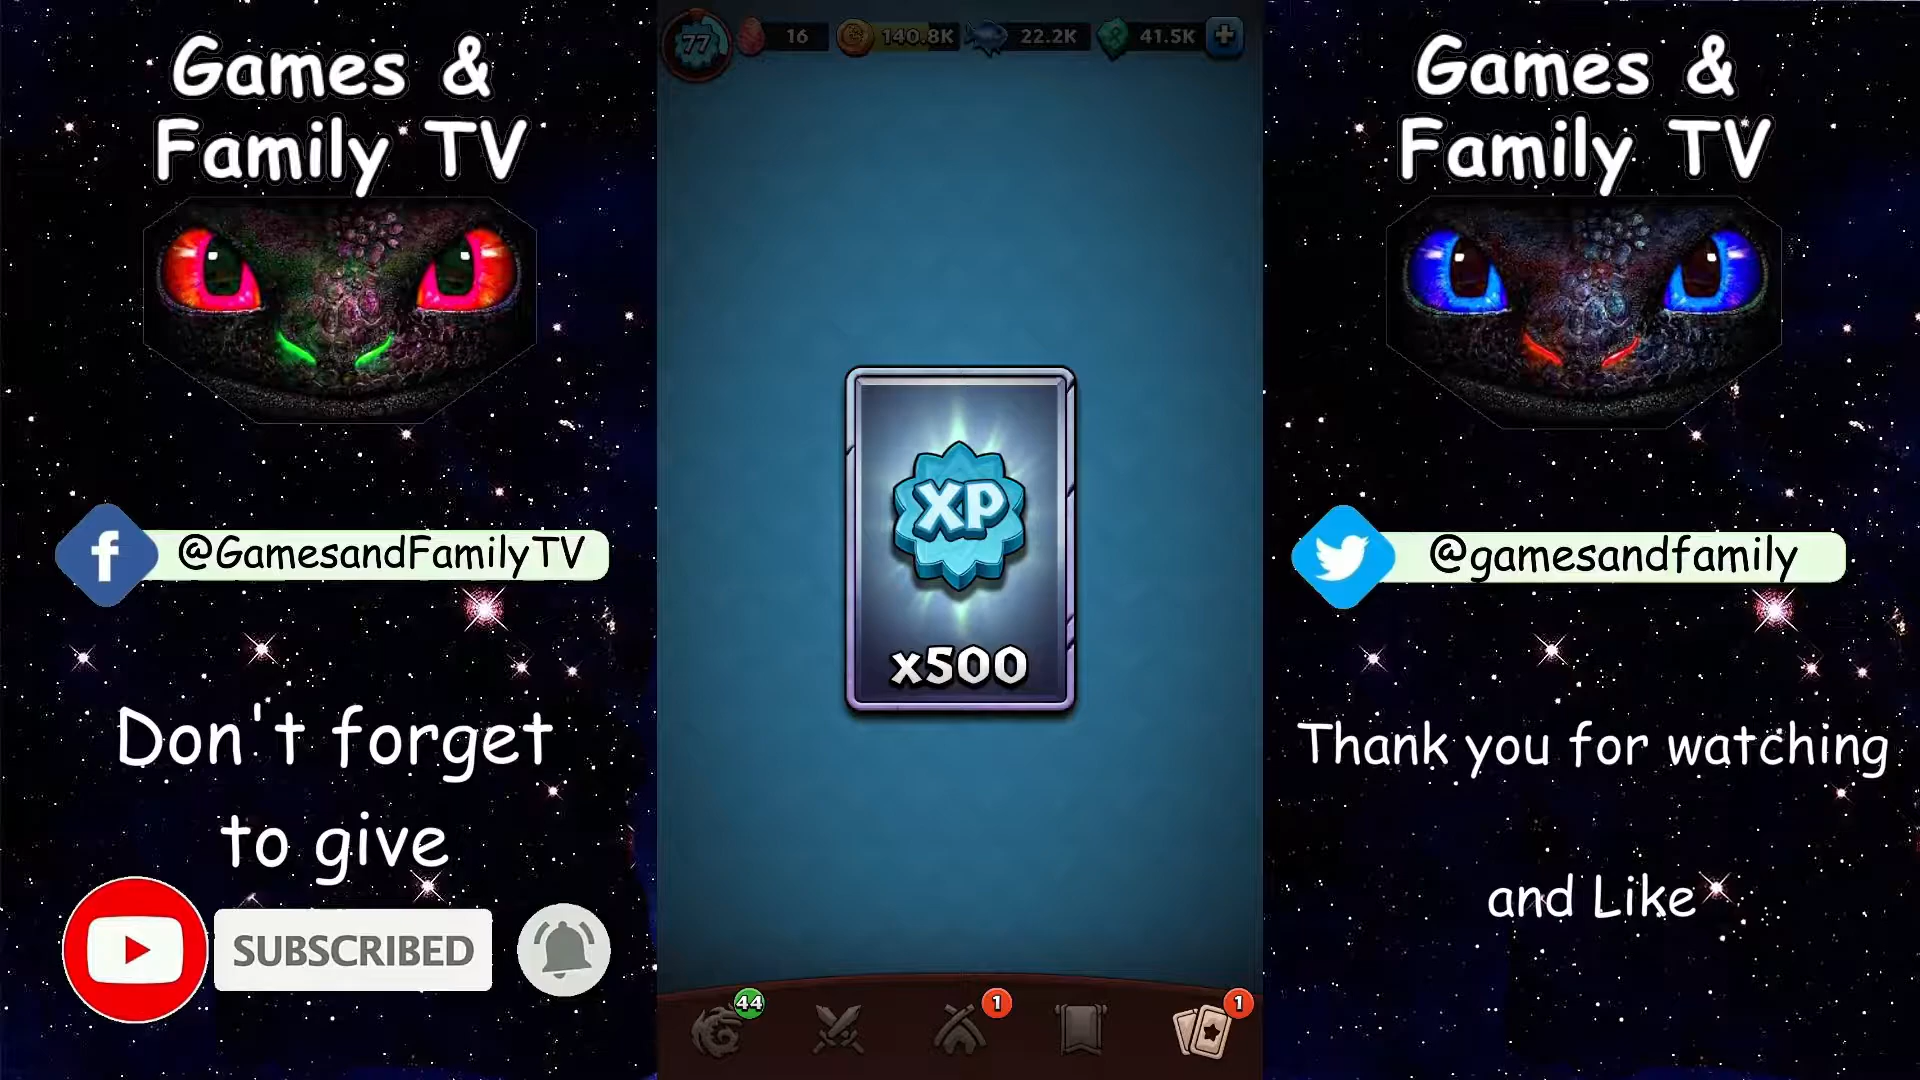 Games &
Family TV
@GamesandFamilyTV
Don't forget
to give
SUBSCRIBED
77
16
140.8K
22.2K
41.5K
XP
x500
44
1
1
Games &
Family TV
@gamesandfamily
Thank you for watching
and Like